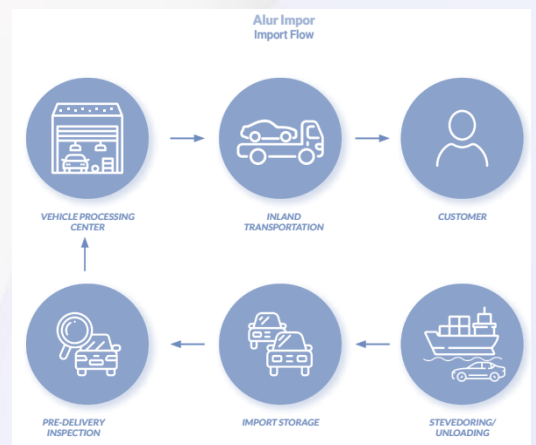 Alur Impor
Import Flow
VEHICLE PROCESSING
CENTER
INLAND
TRANSPORTATION
CUSTOMER
PRE-DELIVERY
INSPECTION
IMPORT STORAGE
STEVEDORING/
UNLOADING